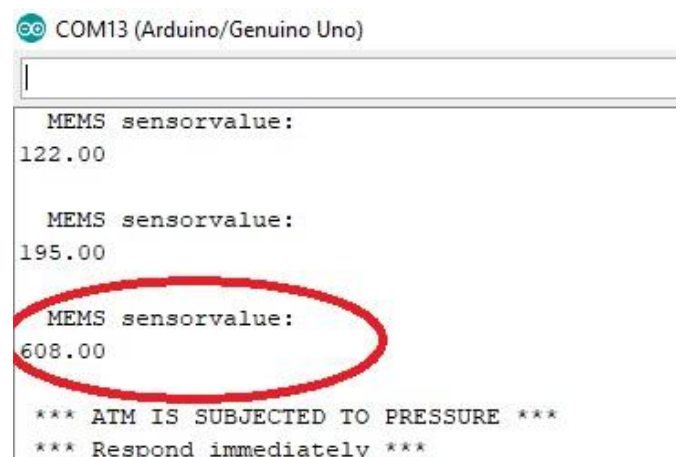 COM13 (Arduino/Genuino Uno)
MEMS sensorvalue:
122.00
MEMS sensorvalue:
195.00
MEMS sensorvalue:
608.00
*** ATM IS SUBJECTED TO PRESSURE ***
*** Respond immediately ***